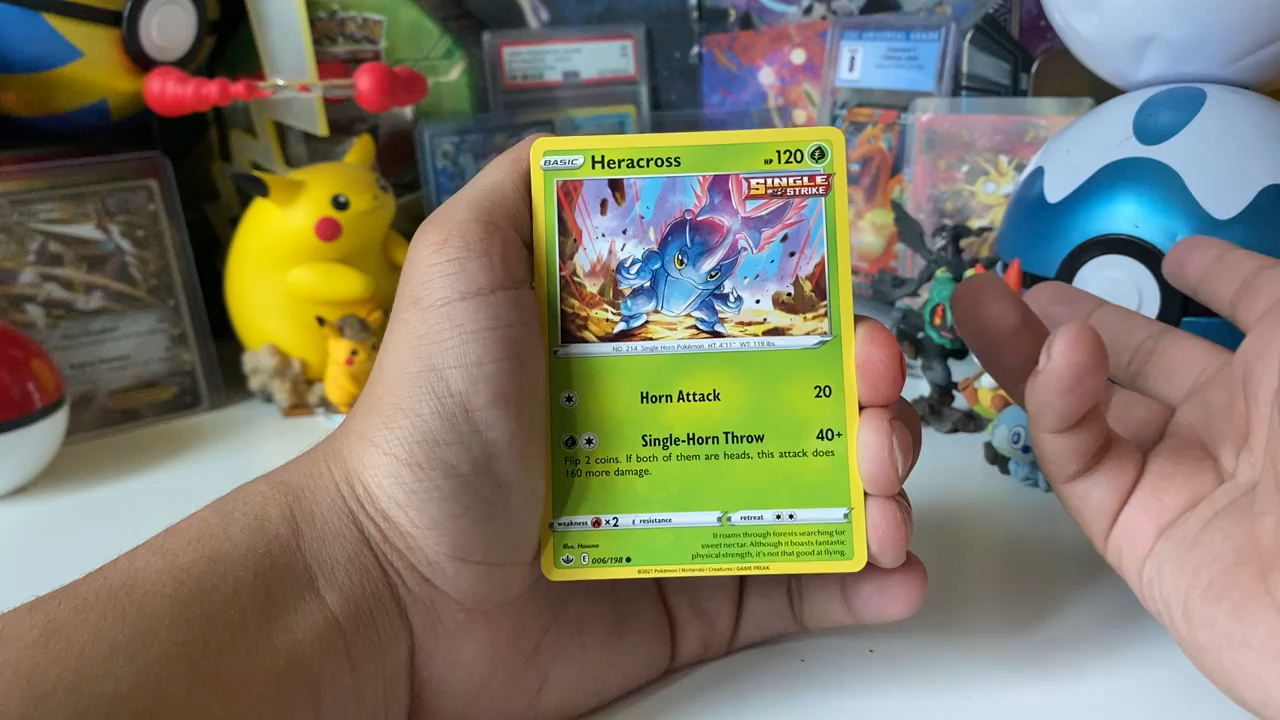 BASIC Heracross HP 120
SINGLE STRIKE
NO. 214. Single Horn Pokémon. HT. 4'11" WT. 119 lbs.
Horn Attack 20
Single-Horn Throw 40+
Flip 2 coins. If both of them are heads, this attack does
160 more damage.
weakness ×2 resistance retreat
It roams through forests searching for
sweet nectar. Although it boasts fantastic
physical strength, it's not that good at flying.
Illus. Hasuno
E 006/198
©2021 Pokémon / Nintendo / Creatures / GAME FREAK